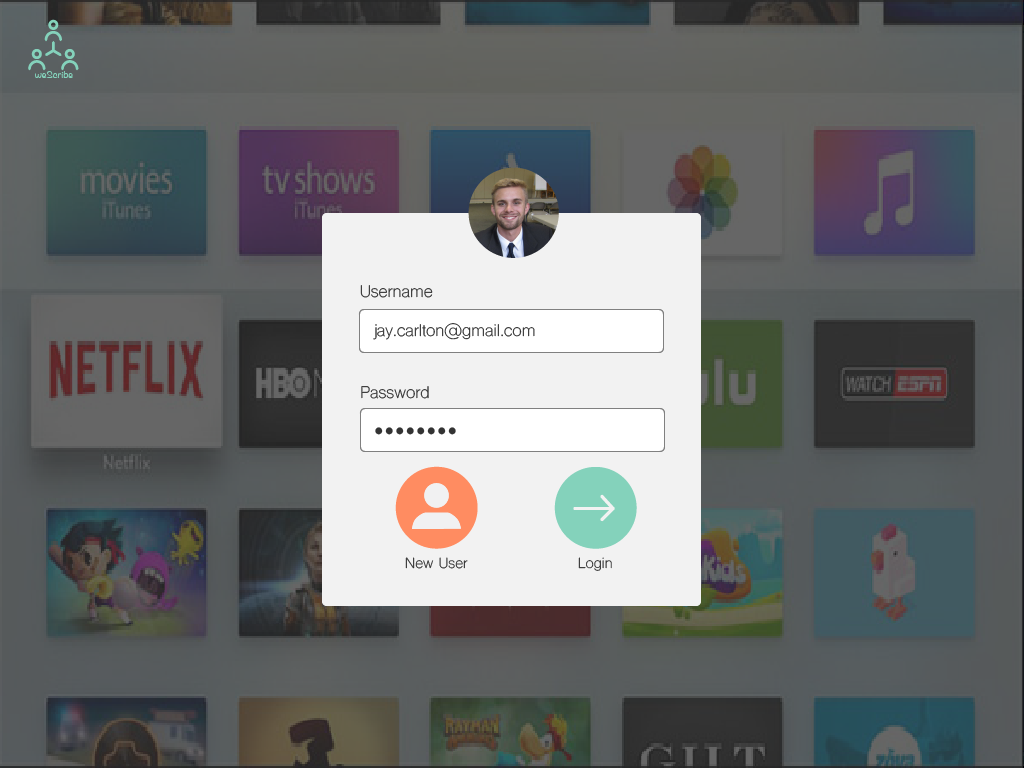 weScribe
movies
iTunes
tv shows
iTunes
Username
jay.carlton@gmail.com
NETFLIX
HBO
ulu
WATCH ESPN
Password
Netflix
New User
Login
Kids
RAYMAN
GILT